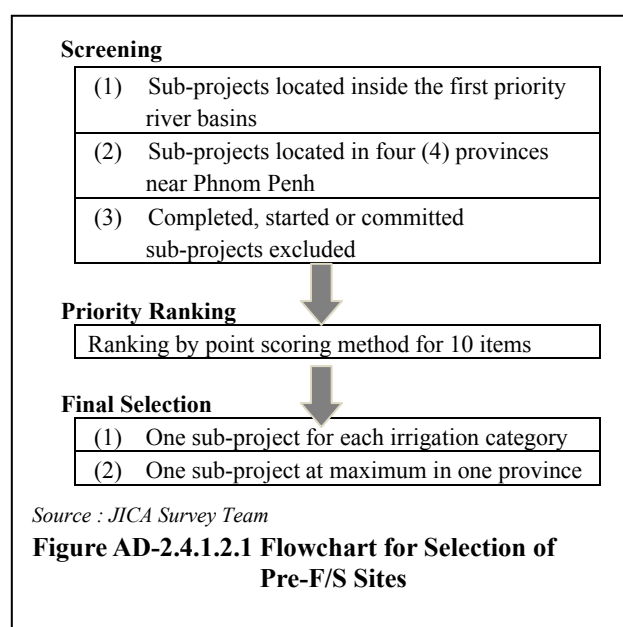 Screening
(1) Sub-projects located inside the first priority
river basins
(2) Sub-projects located in four (4) provinces
near Phnom Penh
(3) Completed, started or committed
sub-projects excluded
Priority Ranking
Ranking by point scoring method for 10 items
Final Selection
(1) One sub-project for each irrigation category
(2) One sub-project at maximum in one province
Source : JICA Survey Team
Figure AD-2.4.1.2.1 Flowchart for Selection of
Pre-F/S Sites